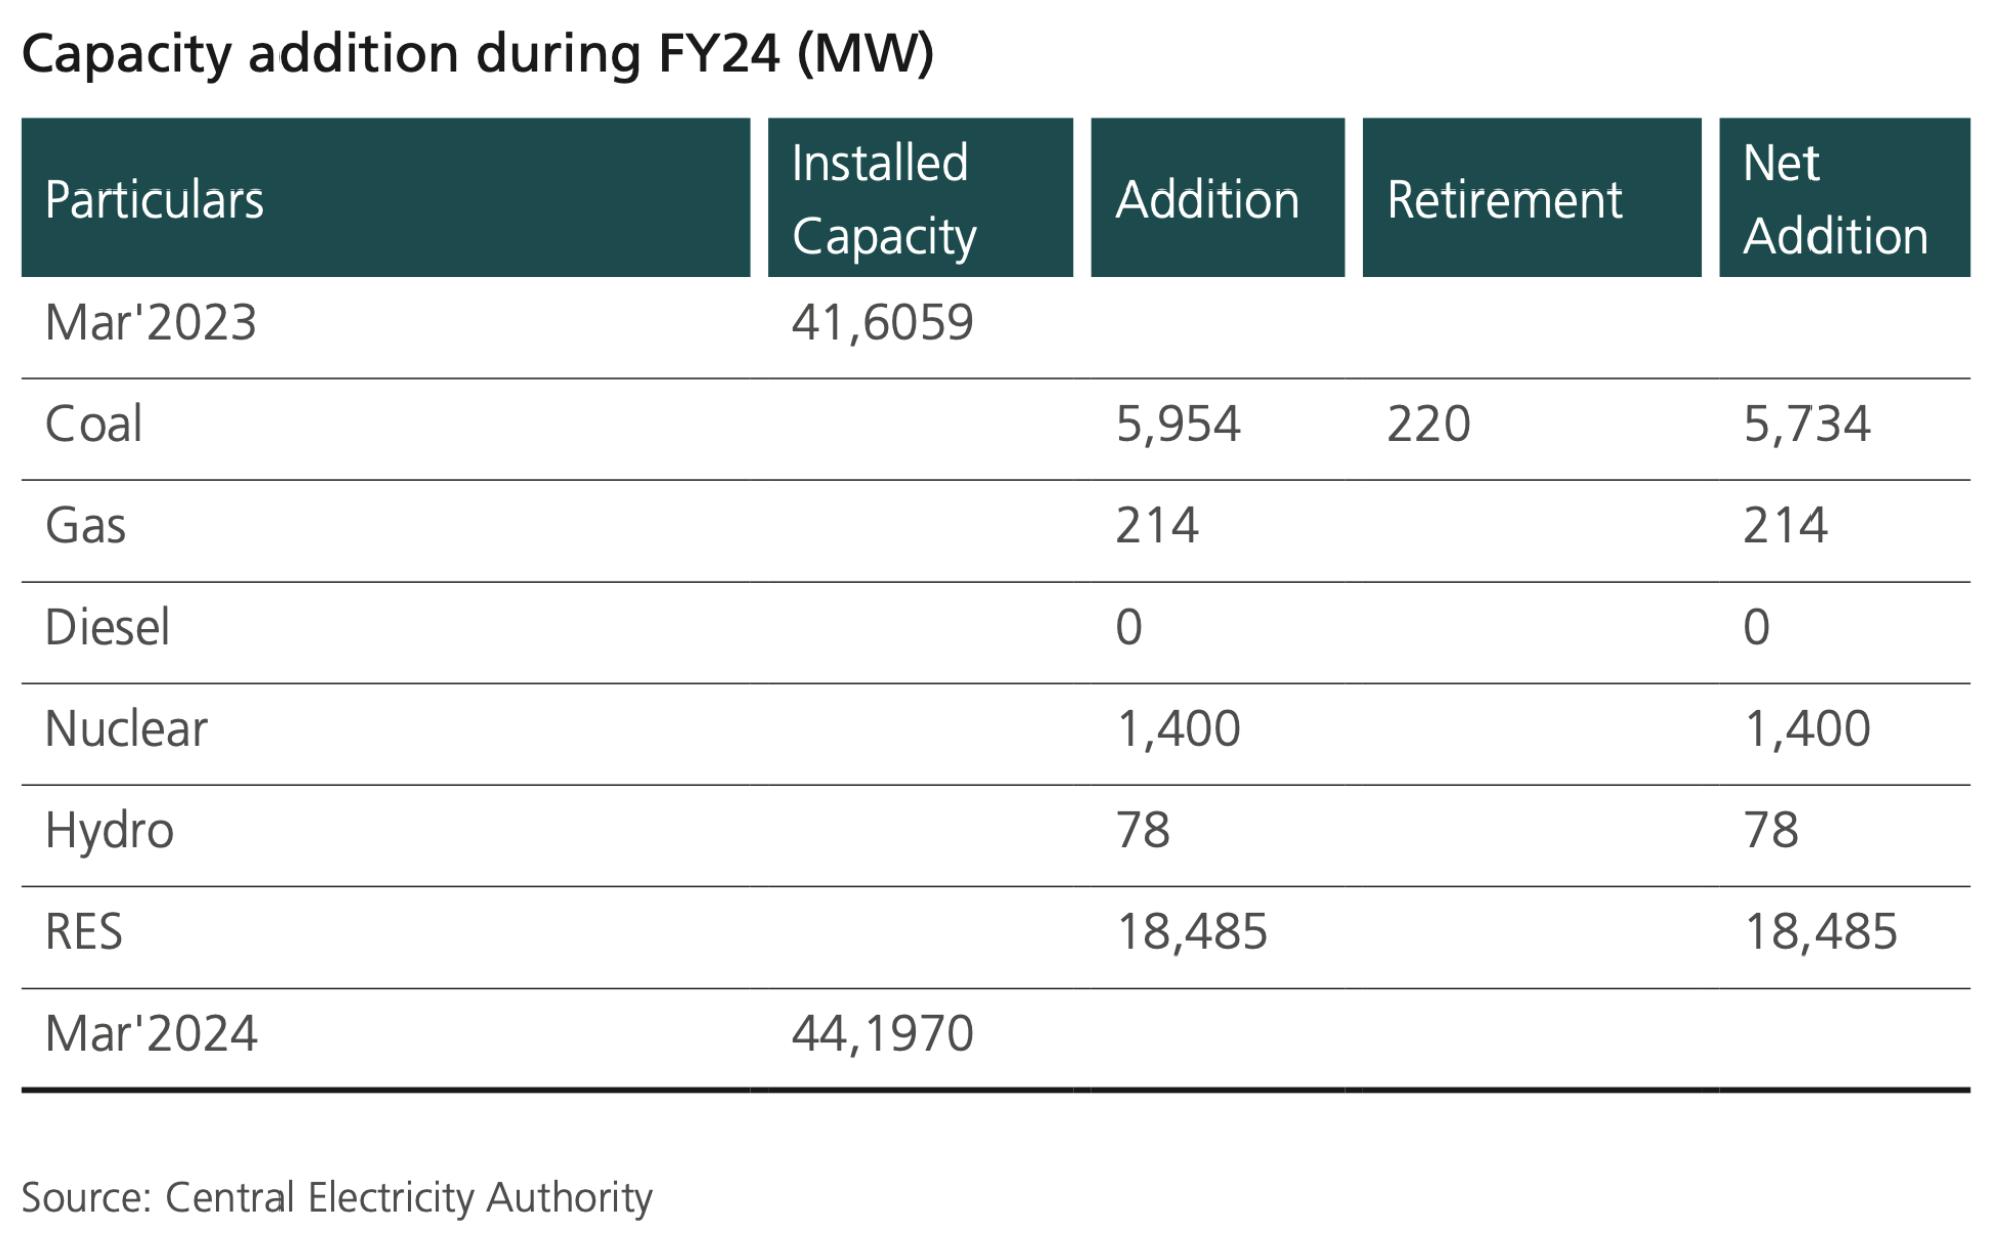 Capacity addition during FY24 (MW)
Particulars Installed Capacity Addition Retirement Net Addition
Mar'2023 41,6059
Coal 5,954 220 5,734
Gas 214 214
Diesel 0 0
Nuclear 1,400 1,400
Hydro 78 78
RES 18,485 18,485
Mar'2024 44,1970
Source: Central Electricity Authority